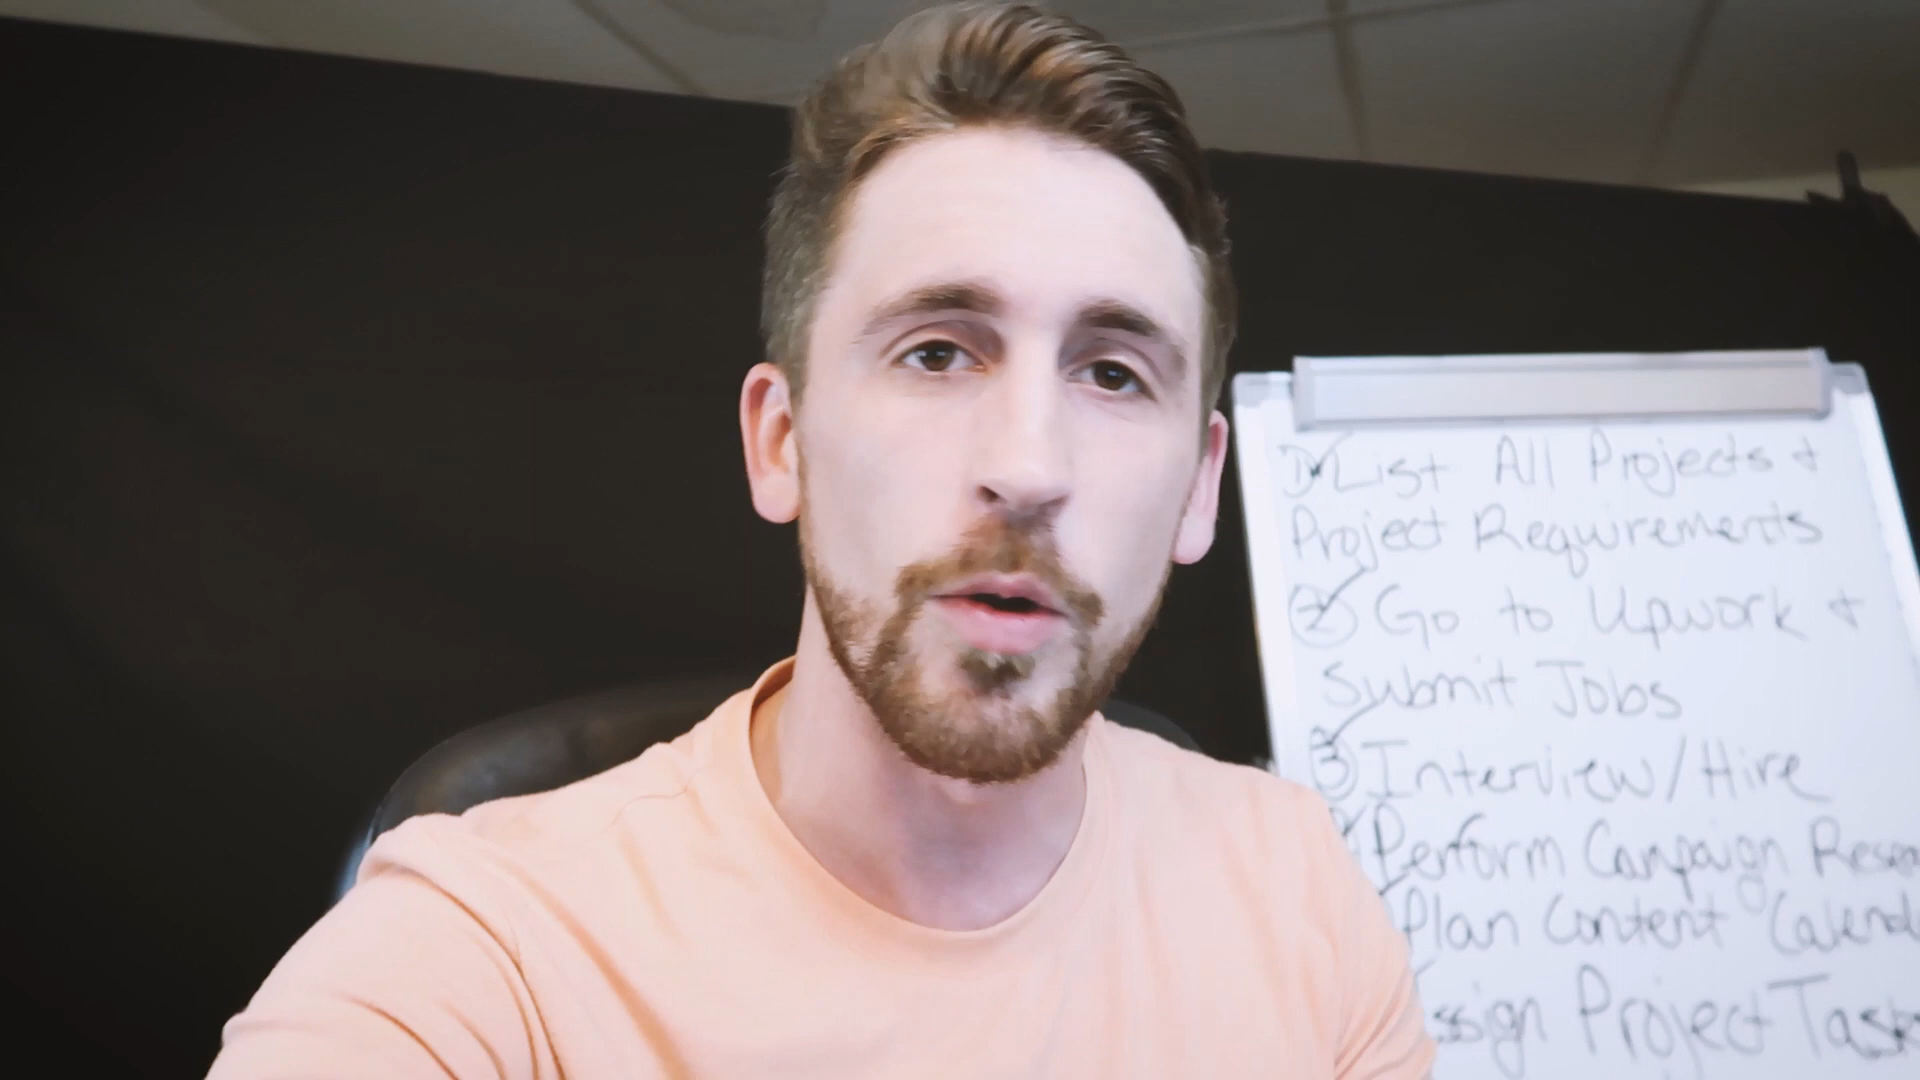 1) List All Projects +
Project Requirements
2 Go to Upwork +
Submit Jobs
3 Interview/Hire
Perform Campaign
Plan Content
Project